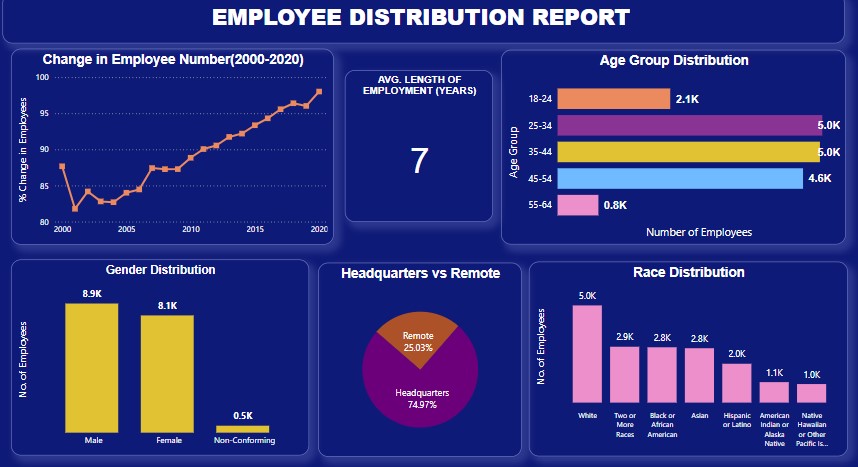 EMPLOYEE DISTRIBUTION REPORT
Change in Employee Number(2000-2020)
% Change in Employees
100
95
90
85
80
2000
2005
2010
2015
2020
AVG. LENGTH OF
EMPLOYMENT (YEARS)
7
Age Group Distribution
Age Group
18-24
2.1K
25-34
5.0K
35-44
5.0K
45-54
4.6K
55-64
0.8K
Number of Employees
Gender Distribution
No. of Employees
8.9K
8.1K
0.5K
Male
Female
Non-Conforming
Headquarters vs Remote
Remote
25.03%
Headquarters
74.97%
Race Distribution
No. of Employees
5.0K
2.9K
2.8K
2.8K
2.0K
1.1K
1.0K
White
Two or
More
Races
Black or
African
American
Asian
Hispanic
or Latino
American
Indian or
Alaska
Native
Native
Hawaiian
or Other
Pacific Is...